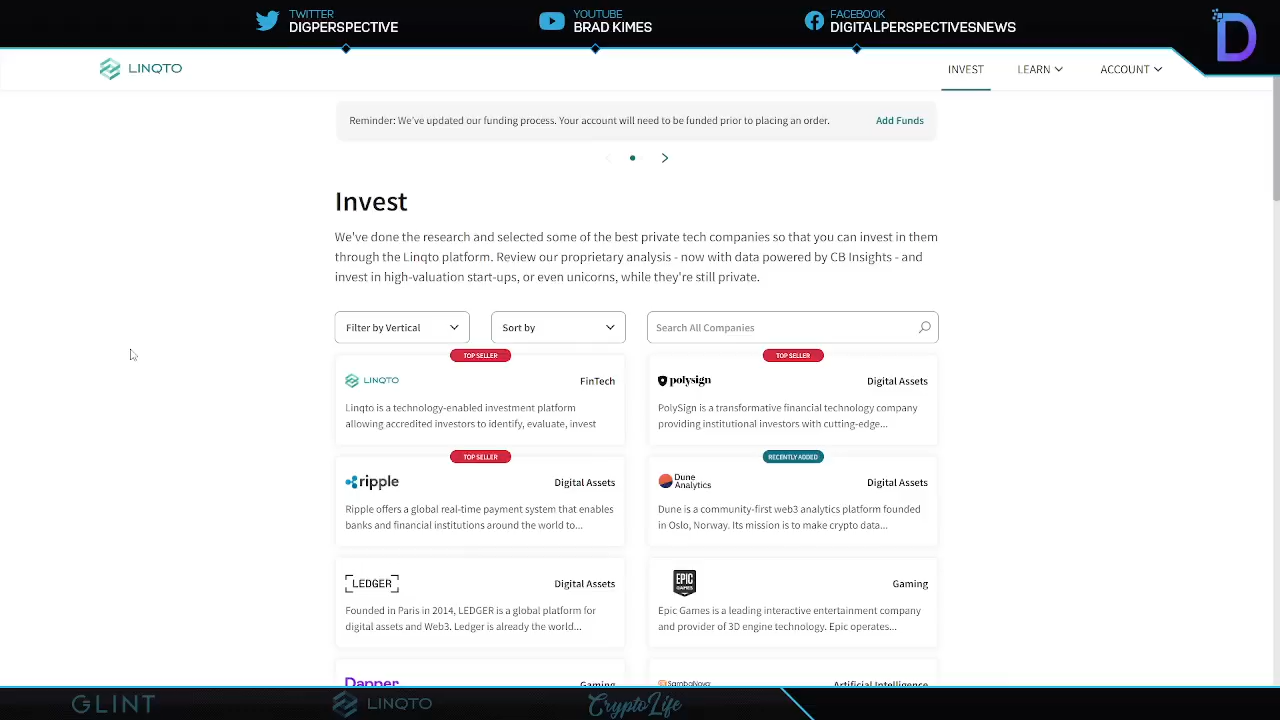 TWITTER
DIGPERSPECTIVE
YOUTUBE
BRAD KIMES
FACEBOOK
DIGITALPERSPECTIVESNEWS
D
LINQTO
INVEST
LEARN
ACCOUNT
Reminder: We've updated our funding process. Your account will need to be funded prior to placing an order.
Add Funds
Invest
We've done the research and selected some of the best private tech companies so that you can invest in them
through the Linqto platform. Review our proprietary analysis - now with data powered by CB Insights - and
invest in high-valuation start-ups, or even unicorns, while they're still private.
Filter by Vertical
Sort by
Search All Companies
TOP SELLER
LINQTO
FinTech
Linqto is a technology-enabled investment platform
allowing accredited investors to identify, evaluate, invest
TOP SELLER
polysign
Digital Assets
PolySign is a transformative financial technology company
providing institutional investors with cutting-edge...
TOP SELLER
ripple
Digital Assets
Ripple offers a global real-time payment system that enables
banks and financial institutions around the world to...
RECENTLY ADDED
Dune
Analytics
Digital Assets
Dune is a community-first web3 analytics platform founded
in Oslo, Norway. Its mission is to make crypto data...
LEDGER
Digital Assets
Founded in Paris in 2014, LEDGER is a global platform for
digital assets and Web3. Ledger is already the world...
EPIC
GAMES
Gaming
Epic Games is a leading interactive entertainment company
and provider of 3D engine technology. Epic operates...
Dapper
Gaming
SambaNova
Artificial Intelligence
GLINT
LINQTO
CryptoLife